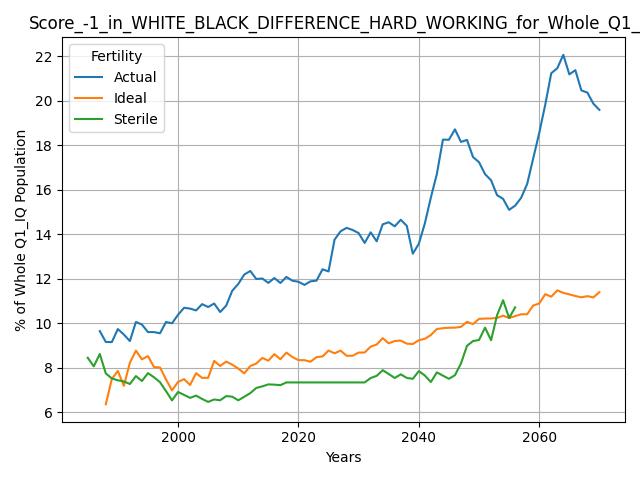 Score_-1_in_WHITE_BLACK_DIFFERENCE_HARD_WORKING_for_Whole_Q1_
Fertility
Actual
Ideal
Sterile
% of Whole Q1_IQ Population
22
20
18
16
14
12
10
8
6
2000 2020 2040 2060
Years